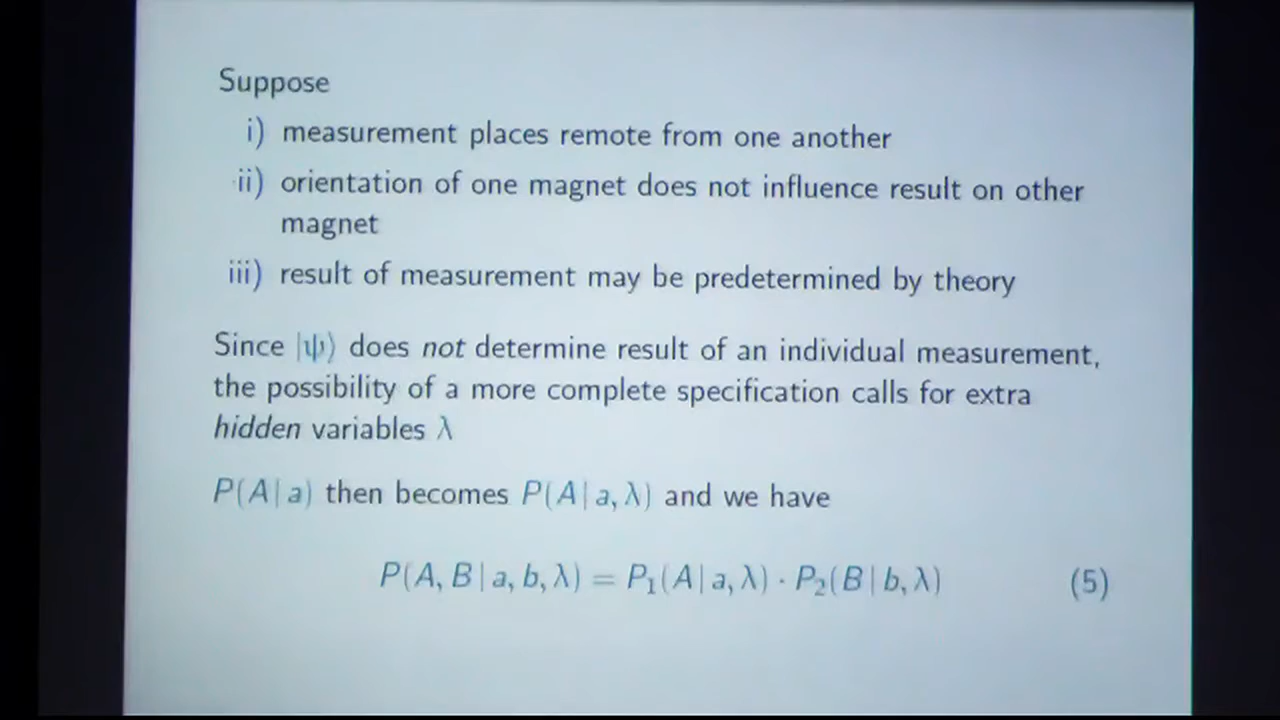 Suppose
i) measurement places remote from one another
ii) orientation of one magnet does not influence result on other
magnet
iii) result of measurement may be predetermined by theory
Since |ψ⟩ does not determine result of an individual measurement,
the possibility of a more complete specification calls for extra
hidden variables λ
P(A | a) then becomes P(A | a, λ) and we have
P(A, B | a, b, λ) = P₁(A | a, λ) · P₂(B | b, λ) (5)